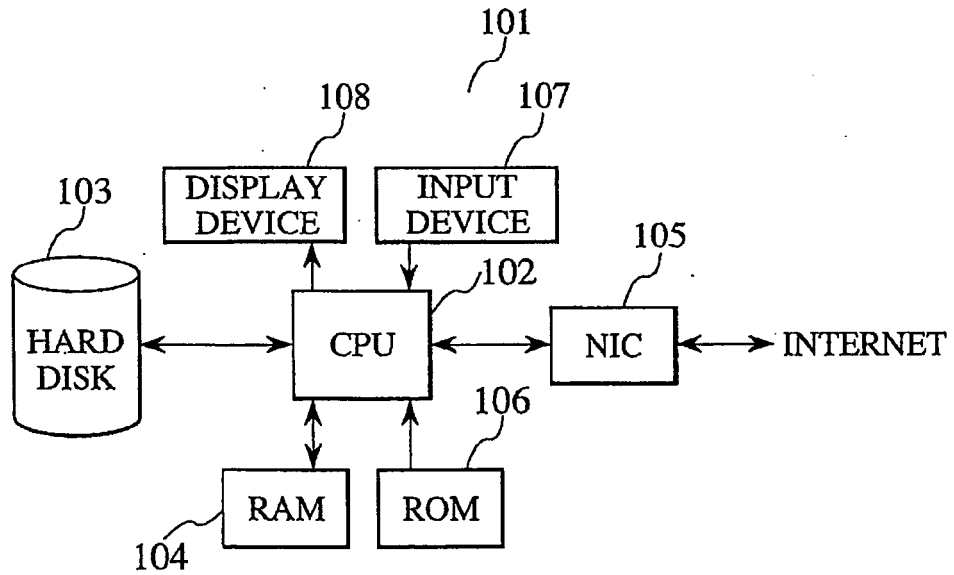 101
108
107
DISPLAY
DEVICE
INPUT
DEVICE
103
105
102
HARD
DISK
CPU
NIC
INTERNET
106
RAM
ROM
104